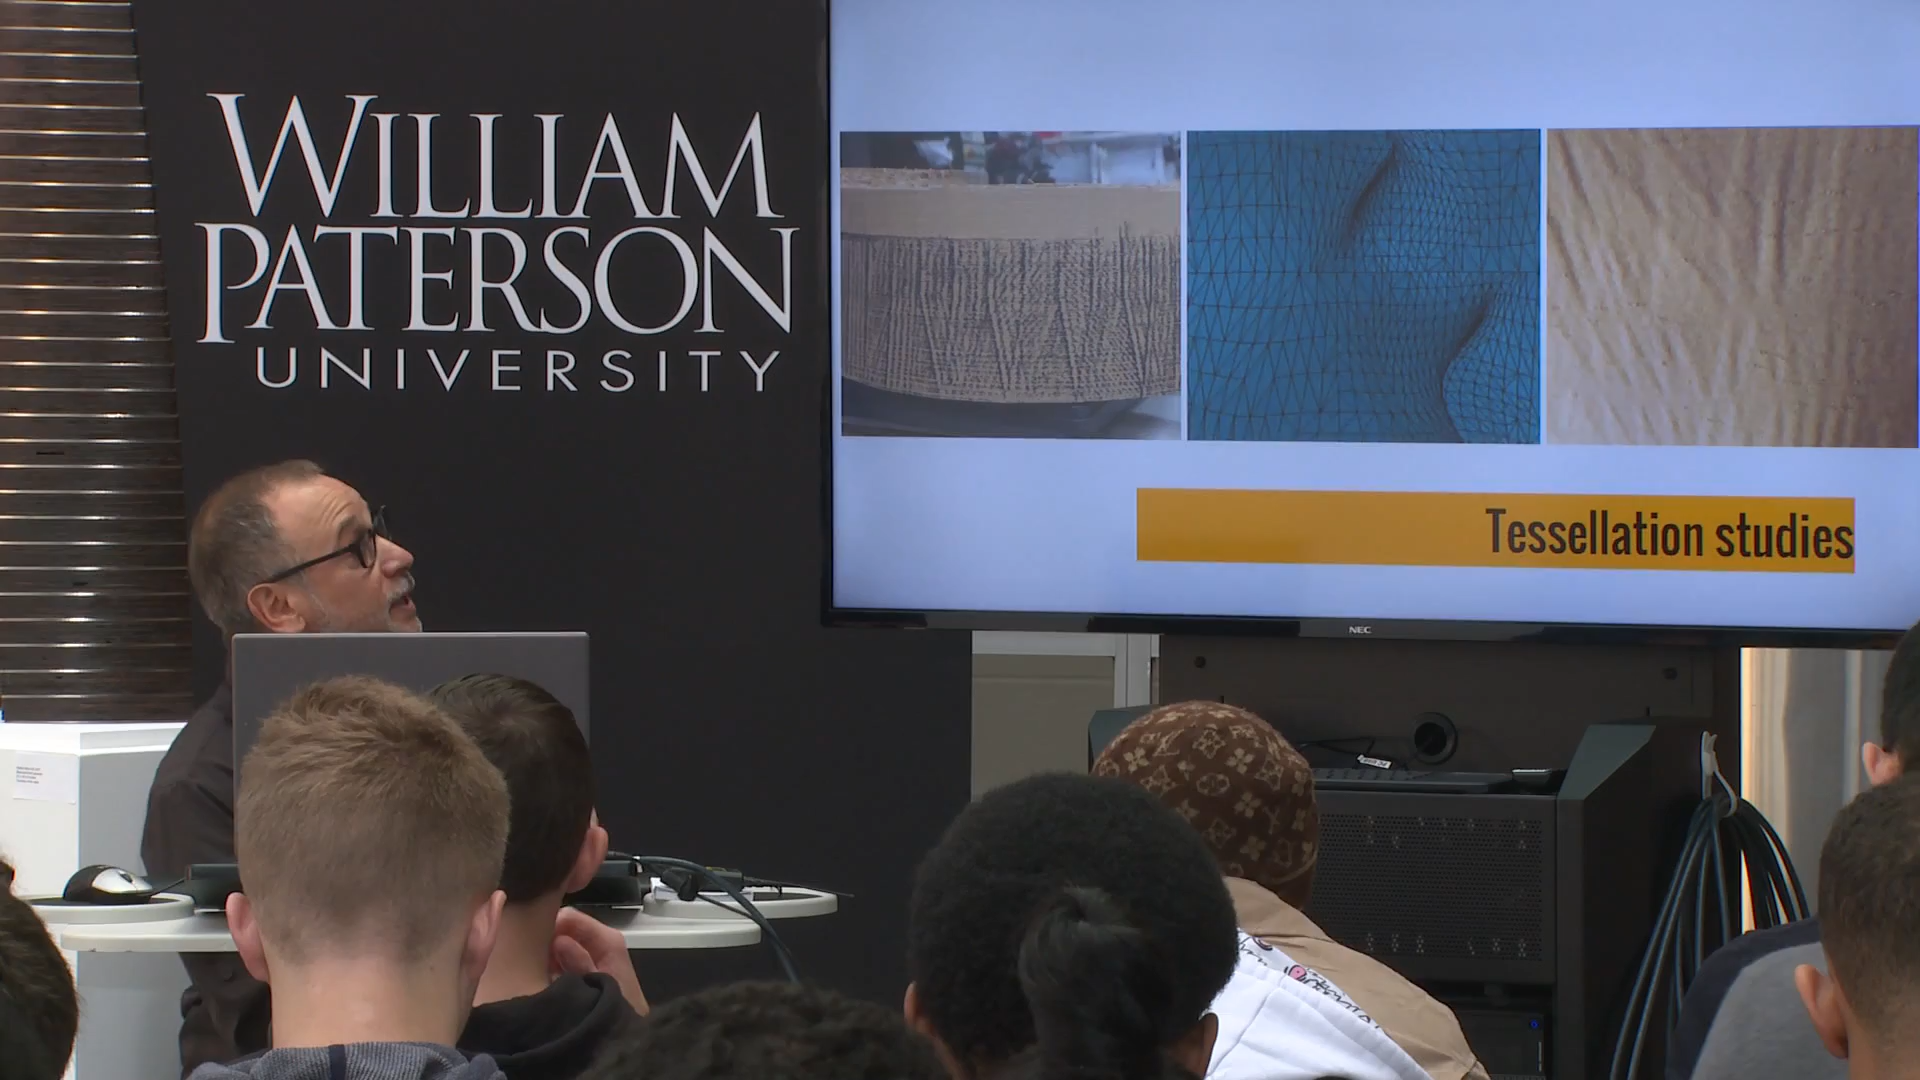 WILLIAM
PATERSON
UNIVERSITY
Tessellation studies
NEC